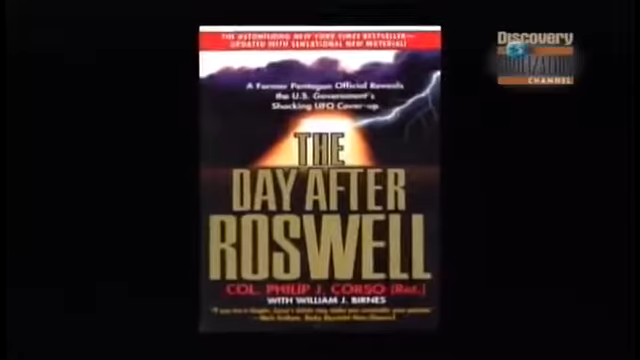 THE ASTONISHING NEW YORK TIMES BESTSELLER—
UPDATED WITH SENSATIONAL NEW MATERIAL!
Discovery
CIVILIZATION
CHANNEL
A Former Pentagon Official Reveals
the U.S. Government's
Shocking UFO Cover-up
THE
DAY AFTER
ROSWELL
COL. PHILIP J. CORSO (Ret.)
WITH WILLIAM J. BIRNES